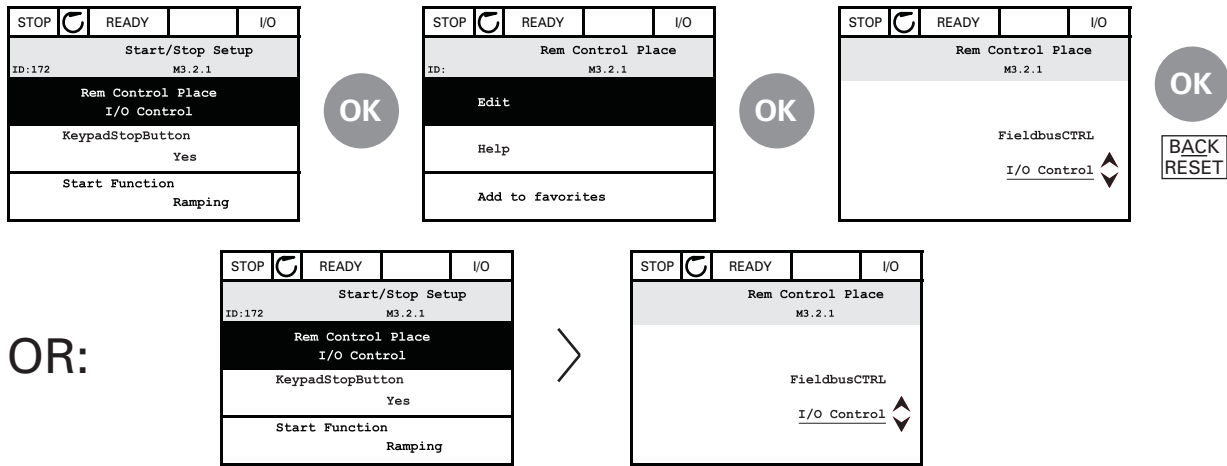 STOP READY I/O
Start/Stop Setup
ID:172 M3.2.1
Rem Control Place
I/O Control
KeypadStopButton
Yes
Start Function
Ramping
OK
STOP READY I/O
Rem Control Place
ID: M3.2.1
Edit
Help
Add to favorites
OK
STOP READY I/O
Rem Control Place
M3.2.1
FieldbusCTRL
I/O Control
OK
BACK
RESET
OR:
STOP READY I/O
Start/Stop Setup
ID:172 M3.2.1
Rem Control Place
I/O Control
KeypadStopButton
Yes
Start Function
Ramping
STOP READY I/O
Rem Control Place
M3.2.1
FieldbusCTRL
I/O Control